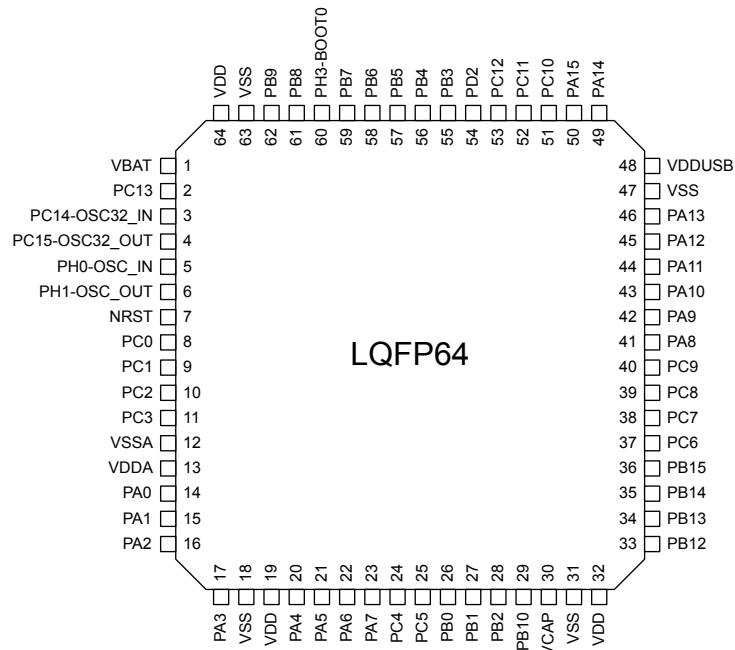 VDD VSS PB9 PB8 PH3-BOOT0 PB7 PB6 PB5 PB4 PB3 PD2 PC12 PC11 PC10 PA15 PA14
64 63 62 61 60 59 58 57 56 55 54 53 52 51 50 49
VBAT 1 48 VDDUSB
PC13 2 47 VSS
PC14-OSC32_IN 3 46 PA13
PC15-OSC32_OUT 4 45 PA12
PH0-OSC_IN 5 44 PA11
PH1-OSC_OUT 6 43 PA10
NRST 7 42 PA9
PC0 8 41 PA8
LQFP64
PC1 9 40 PC9
PC2 10 39 PC8
PC3 11 38 PC7
VSSA 12 37 PC6
VDDA 13 36 PB15
PA0 14 35 PB14
PA1 15 34 PB13
PA2 16 33 PB12
17 18 19 20 21 22 23 24 25 26 27 28 29 30 31 32
PA3 VSS VDD PA4 PA5 PA6 PA7 PC4 PC5 PB0 PB1 PB2 PB10 VCAP VSS VDD